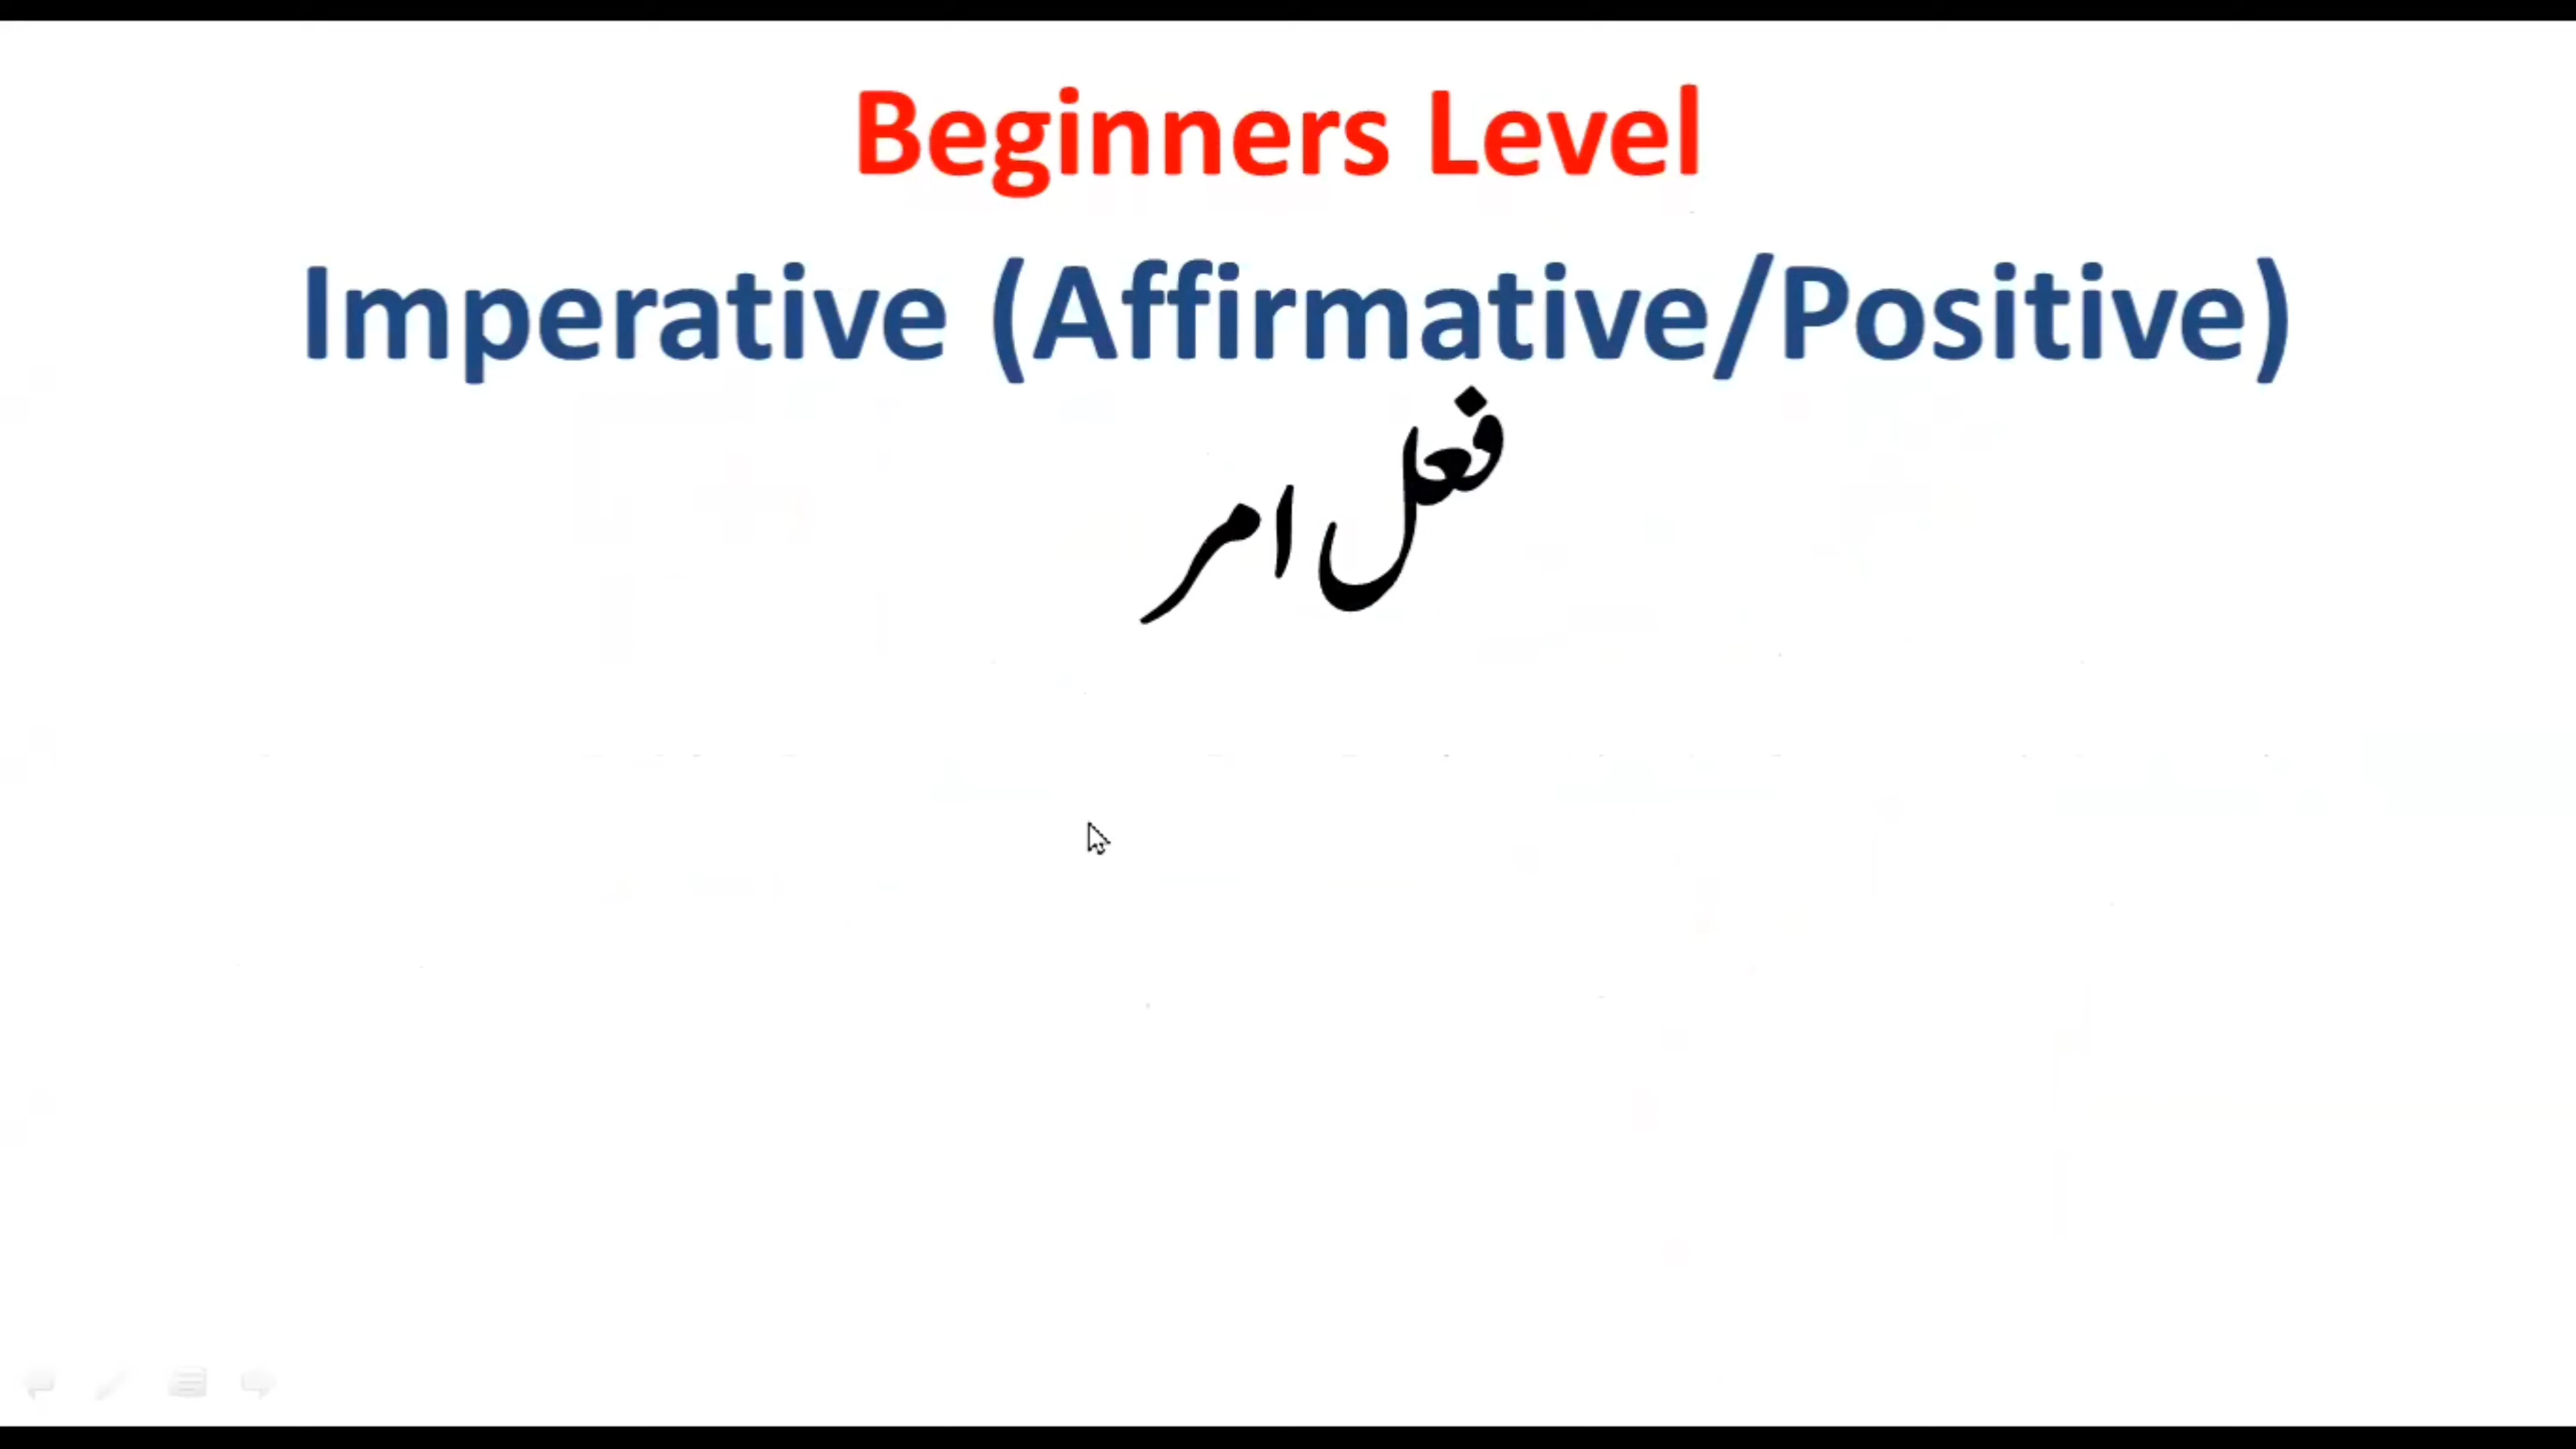 Beginners Level
Imperative (Affirmative/Positive)
فعل امر